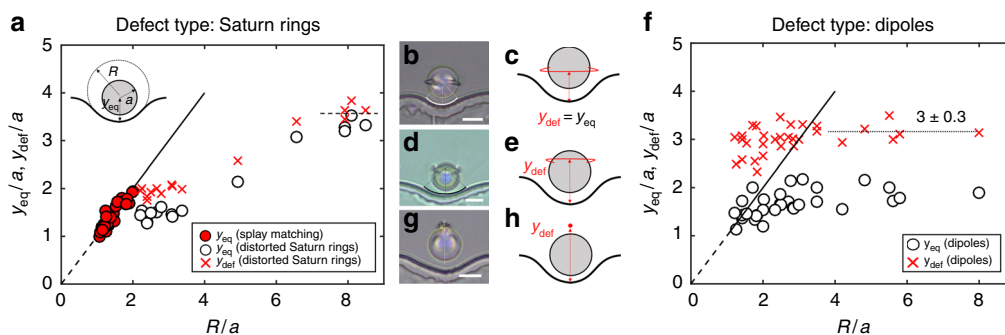 a
Defect type: Saturn rings
y_eq/a, y_def/a
4
3
2
1
0
R
a
y_eq
y_eq (splay matching)
y_eq (distorted Saturn rings)
y_def (distorted Saturn rings)
0
2
4
6
8
R/a
b
c
y_def = y_eq
d
e
y_def
g
h
y_def
f
Defect type: dipoles
y_eq/a, y_def/a
5
4
3
2
1
0
3 ± 0.3
y_eq (dipoles)
y_def (dipoles)
0
2
4
6
8
R/a